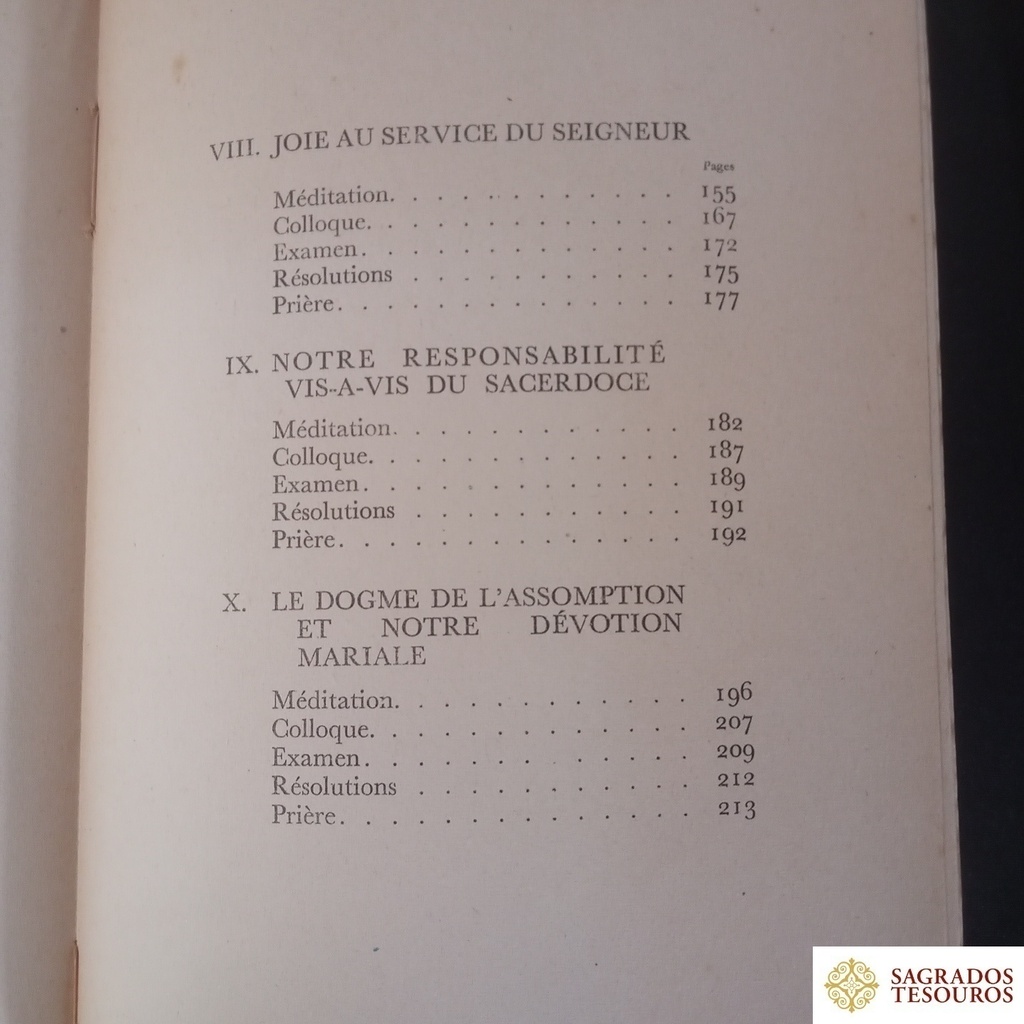 VIII. JOIE AU SERVICE DU SEIGNEUR
Pages
Méditation. . . . . . . . . . . . 155
Colloque. . . . . . . . . . . . . 167
Examen. . . . . . . . . . . . . . 172
Résolutions . . . . . . . . . . . 175
Prière. . . . . . . . . . . . . . 177
IX. NOTRE RESPONSABILITÉ
VIS-A-VIS DU SACERDOCE
Méditation. . . . . . . . . . . . 182
Colloque. . . . . . . . . . . . . 187
Examen. . . . . . . . . . . . . . 189
Résolutions . . . . . . . . . . . 191
Prière. . . . . . . . . . . . . . 192
X. LE DOGME DE L'ASSOMPTION
ET NOTRE DÉVOTION
MARIALE
Méditation. . . . . . . . . . . . 196
Colloque. . . . . . . . . . . . . 207
Examen. . . . . . . . . . . . . . 209
Résolutions . . . . . . . . . . . 212
Prière. . . . . . . . . . . . . . 213
SAGRADOS
TESOUROS